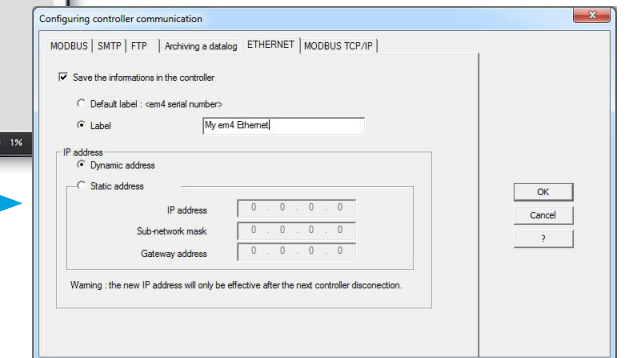 Configuring controller communication
MODBUS SMTP FTP Archiving a datalog ETHERNET MODBUS TCP/IP
Save the informations in the controller
Default label : <em4 serial number>
Label My em4 Ethernet
1%
IP address
Dynamic address
Static address
OK
IP address 0 . 0 . 0 . 0
Cancel
Sub-network mask 0 . 0 . 0 . 0
?
Gateway address 0 . 0 . 0 . 0
Warning : the new IP address will only be effective after the next controller disconection.